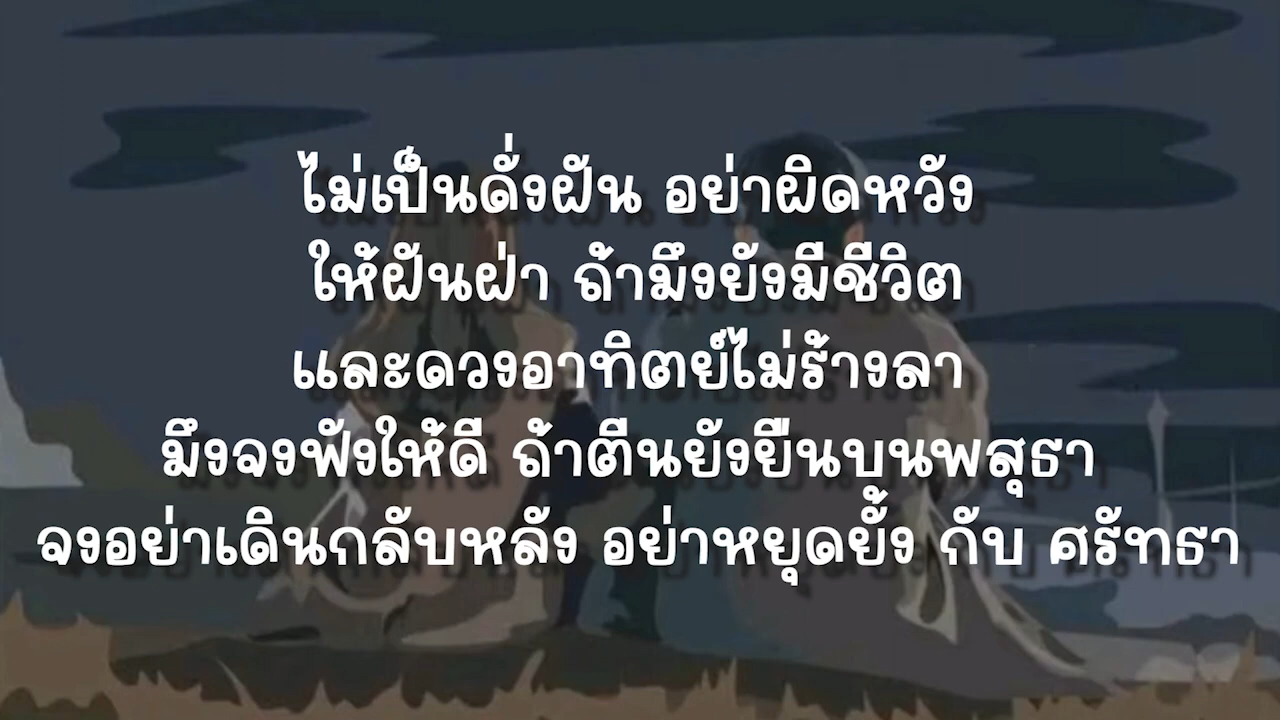 ไม่เป็นดั่งฝัน อย่าผิดหวัง
ให้ฝันฝ่า ถ้ามึงยังมีชีวิต
และดวงอาทิตย์ไม่ร้างลา
มึงจงฟังให้ดี ถ้าตีนยังยืนบนพสุธา
จงอย่าเดินกลับหลัง อย่าหยุดยั้ง กับ ศรัทธา